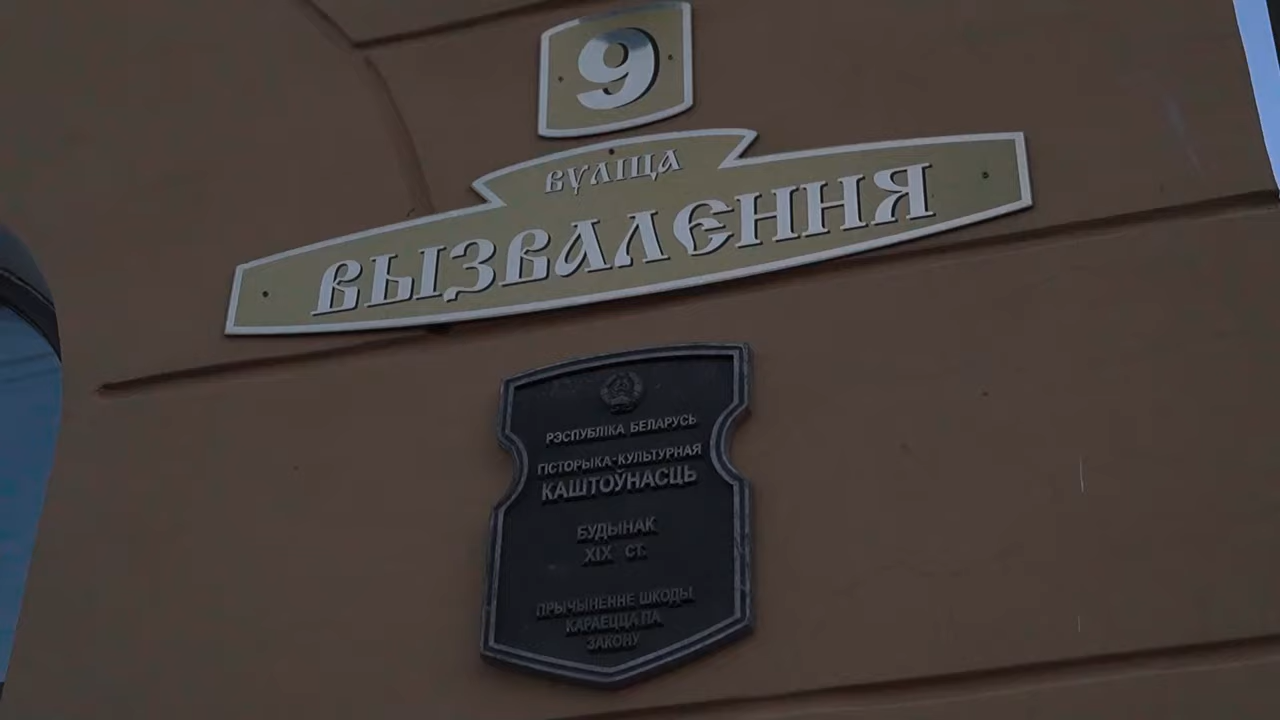 9
вуліца
вызвалення
РЭСПУБЛІКА БЕЛАРУСЬ
ГІСТОРЫКА-КУЛЬТУРНАЯ
КАШТОЎНАСЦЬ
БУДЫНАК
XIX СТ.
ПРЫЧЫНЕННЕ ШКОДЫ
КАРАЕЦЦА ПА
ЗАКОНУ